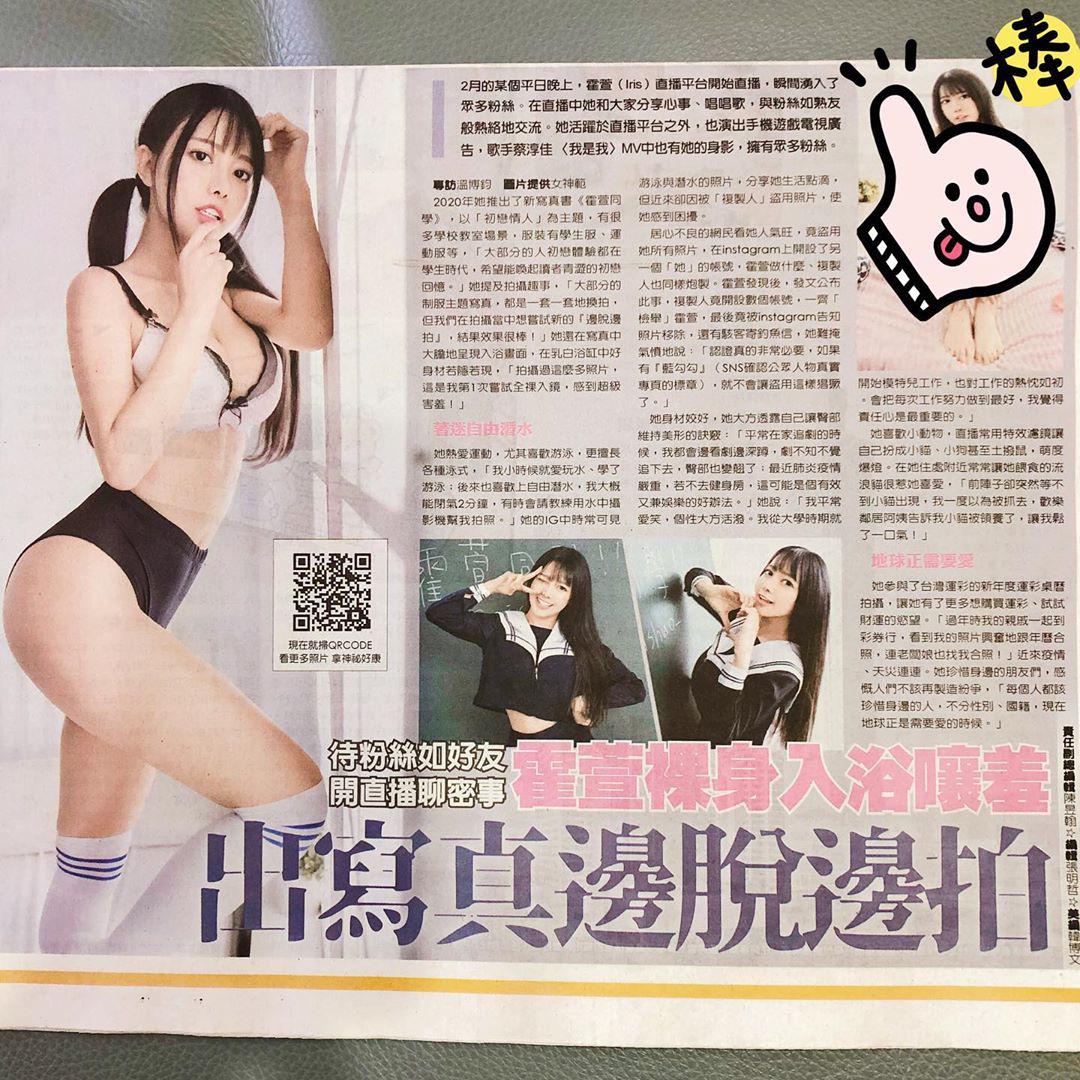 棒
2月的某個平日晚上，霍萱（Iris）直播平台開始直播，瞬間湧入了
眾多粉絲。在直播中她和大家分享心事、唱唱歌，與粉絲如熟友
般熱絡地交流。她活躍於直播平台之外，也演出手機遊戲電視廣
告，歌手蔡淳佳〈我是我〉MV中也有她的身影，擁有眾多粉絲。
專訪溫博鈞　圖片提供女神範
2020年她推出了新寫真書《霍萱同
學》，以「初戀情人」為主題，有很
多學校教室場景，服裝有學生服、運
動服等，「大部分的人初戀體驗都在
學生時代，希望能喚起讀者青澀的初戀
回憶。」她提及拍攝趣事，「大部分的
制服主題寫真，都是一套一套地換拍，
但我們在拍攝當中想嘗試新的『邊脫邊
拍』，結果效果很棒！」她還在寫真中
大膽地呈現入浴畫面，在乳白浴缸中好
身材若隱若現，「拍攝過這麼多照片，
這是我第1次嘗試全裸入鏡，感到超級
害羞！」
著迷自由潛水
她熱愛運動，尤其喜歡游泳，更擅長
各種泳式，「我小時候就愛玩水、學了
游泳；後來也喜歡上自由潛水，我大概
能閉氣2分鐘，有時會請教練用水中攝
影機幫我拍照。」她的IG中時常可見
游泳與潛水的照片，分享她生活點滴，
但近來卻因被「複製人」盜用照片，使
她感到困擾。
居心不良的網民看她人氣旺，竟盜用
她所有照片，在instagram上開設了另
一個「她」的帳號，霍萱做什麼、複製
人也同樣炮製。霍萱發現後，發文公布
此事，複製人竟開設數個帳號，一齊「
檢舉」霍萱，最後竟被instagram告知
照片移除，還有駭客寄釣魚信，她難掩
氣憤地說：「認證真的非常必要，如果
有『藍勾勾』（SNS確認公眾人物真實
專頁的標章），就不會讓盜用這樣猖獗
了。」
她身材姣好，她大方透露自己讓臀部
維持美形的訣竅：「平常在家追劇的時
候，我都會邊看劇邊深蹲，劇不知不覺
追下去，臀部也變翹了；最近肺炎疫情
嚴重，若不去健身房，這可能是個有效
又兼娛樂的好辦法。」她說：「我平常
愛笑，個性大方活潑。我從大學時期就
開始模特兒工作，也對工作的熱忱如初
。會把每次工作努力做到最好，我覺得
責任心是最重要的。」
她喜歡小動物，直播常用特效濾鏡讓
自己扮成小貓、小狗甚至土撥鼠，萌度
爆燈。在她住處附近常常讓她餵食的流
浪貓很惹她喜愛，「前陣子卻突然等不
到小貓出現，我一度以為被抓去，歡樂
鄰居阿姨告訴我小貓被領養了，讓我鬆
了一口氣！」
地球正需要愛
她參與了台灣運彩的新年度運彩桌曆
拍攝，讓她有了更多想購買運彩、試試
財運的慾望。「過年時我的親戚一起到
彩券行，看到我的照片興奮地跟年曆合
照，連老闆娘也找我合照！」近來疫情
、天災連連。她珍惜身邊的朋友們，感
慨人們不該再製造紛爭，「每個人都該
珍惜身邊的人，不分性別、國籍，現在
地球正是需要愛的時候。」
現在就掃QRCODE
看更多照片 拿神祕好康
待粉絲如好友
開直播聊密事
霍萱裸身入浴嚷羞
出寫真邊脫邊拍
責任副總編輯陳昱翰☆編輯張明哲☆美編韓博文